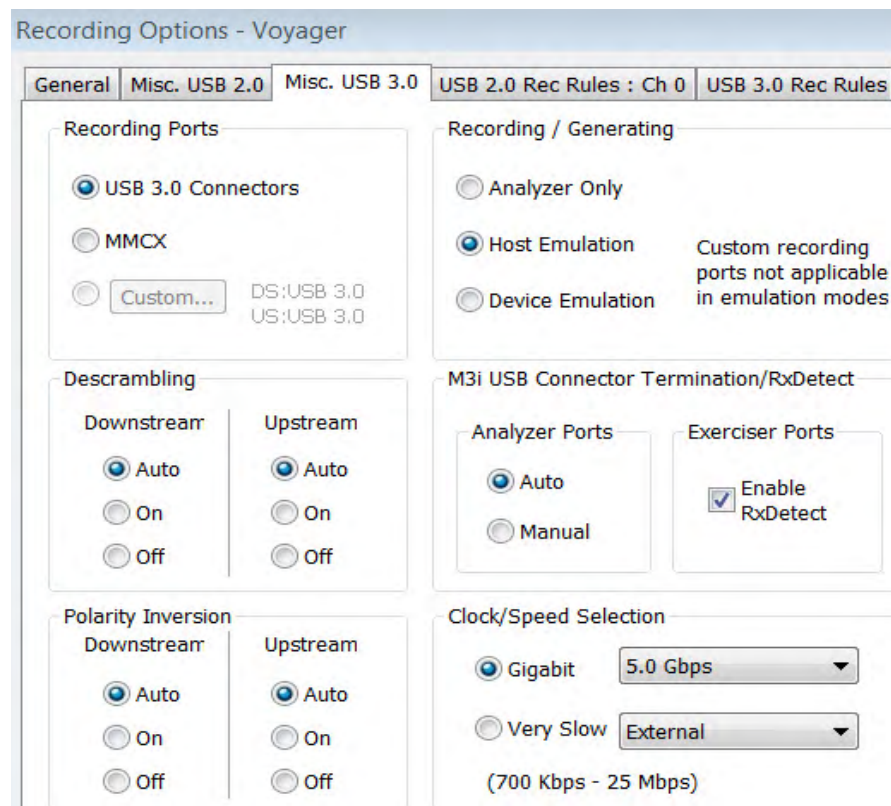 Recording Options - Voyager
General Misc. USB 2.0 Misc. USB 3.0 USB 2.0 Rec Rules : Ch 0 USB 3.0 Rec Rules
Recording Ports
USB 3.0 Connectors
MMCX
Custom... DS:USB 3.0
US:USB 3.0
Recording / Generating
Analyzer Only
Host Emulation
Device Emulation
Custom recording
ports not applicable
in emulation modes
Descrambling
Downstream Upstream
Auto Auto
On On
Off Off
M3i USB Connector Termination/RxDetect
Analyzer Ports
Auto
Manual
Exerciser Ports
Enable
RxDetect
Polarity Inversion
Downstream Upstream
Auto Auto
On On
Off Off
Clock/Speed Selection
Gigabit 5.0 Gbps
Very Slow External
(700 Kbps - 25 Mbps)